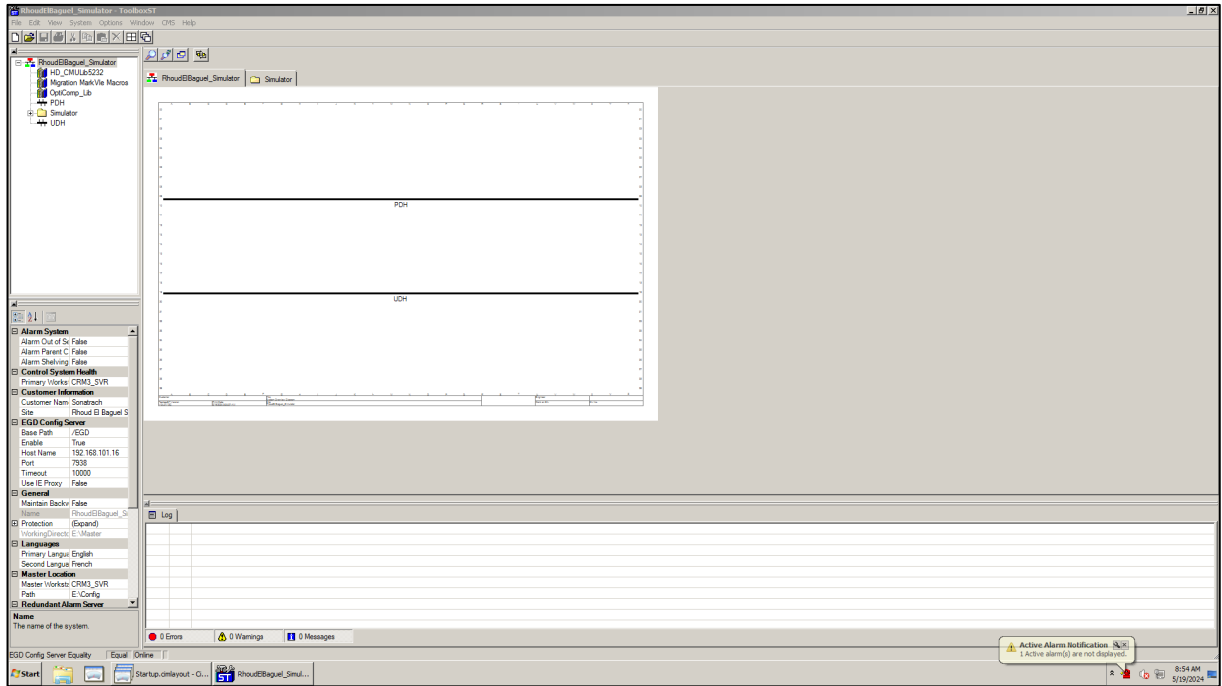 RhoudElBaguel_Simulator - ToolboxST
File Edit View System Options Window CMS Help
RhoudElBaguel_Simulator
HD_CMULib5232
Migration MarkVIe Macros
OptiComp_Lib
PDH
Simulator
UDH
RhoudElBaguel_Simulator
Simulator
PDH
UDH
Alarm System
Alarm Out of Se False
Alarm Parent C False
Alarm Shelving False
Control System Health
Primary Works CRM3_SVR
Customer Information
Customer Nam Sonatrach
Site Rhoud El Baguel S
EGD Config Server
Base Path /EGD
Enable True
Host Name 192.168.101.16
Port 7938
Timeout 10000
Use IE Proxy False
General
Maintain Backw False
Name RhoudElBaguel_Si
Protection (Expand)
WorkingDirectc E:\Master
Languages
Primary Langua English
Second Langua French
Master Location
Master Worksta CRM3_SVR
Path E:\Config
Redundant Alarm Server
Name
The name of the system.
Log
0 Errors 0 Warnings 0 Messages
Active Alarm Notification
1 Active alarm(s) are not displayed.
EGD Config Server Equality Equal Online
Start
Startup.cimlayout - Ci...
RhoudElBaguel_Simul...
8:54 AM
5/19/2024